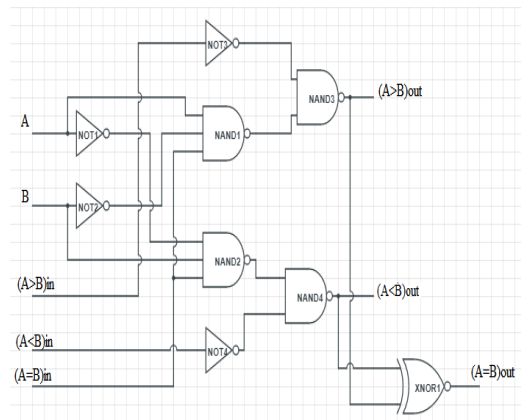 NOT3
(A>B)out
NAND3
A
NOT1
NAND1
B
NOT2
NAND2
(A>B)in
(A<B)out
NAND4
(A<B)in
NOT4
(A=B)in
(A=B)out
XNOR1